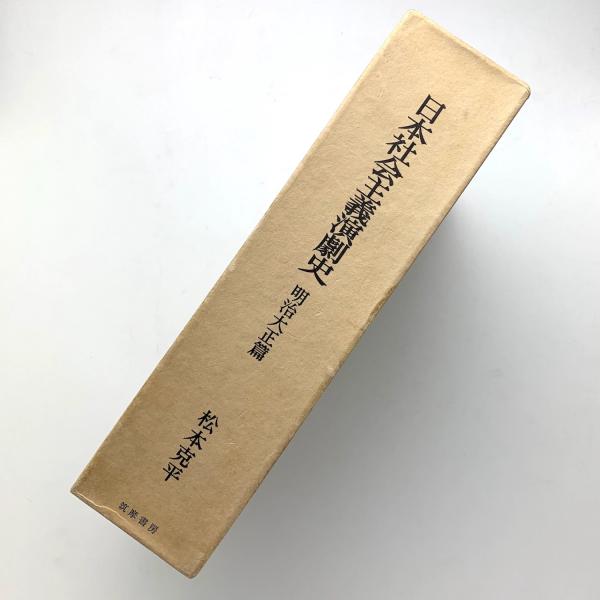 日本社会主義演劇史
明治大正篇
松本克平
筑摩書房